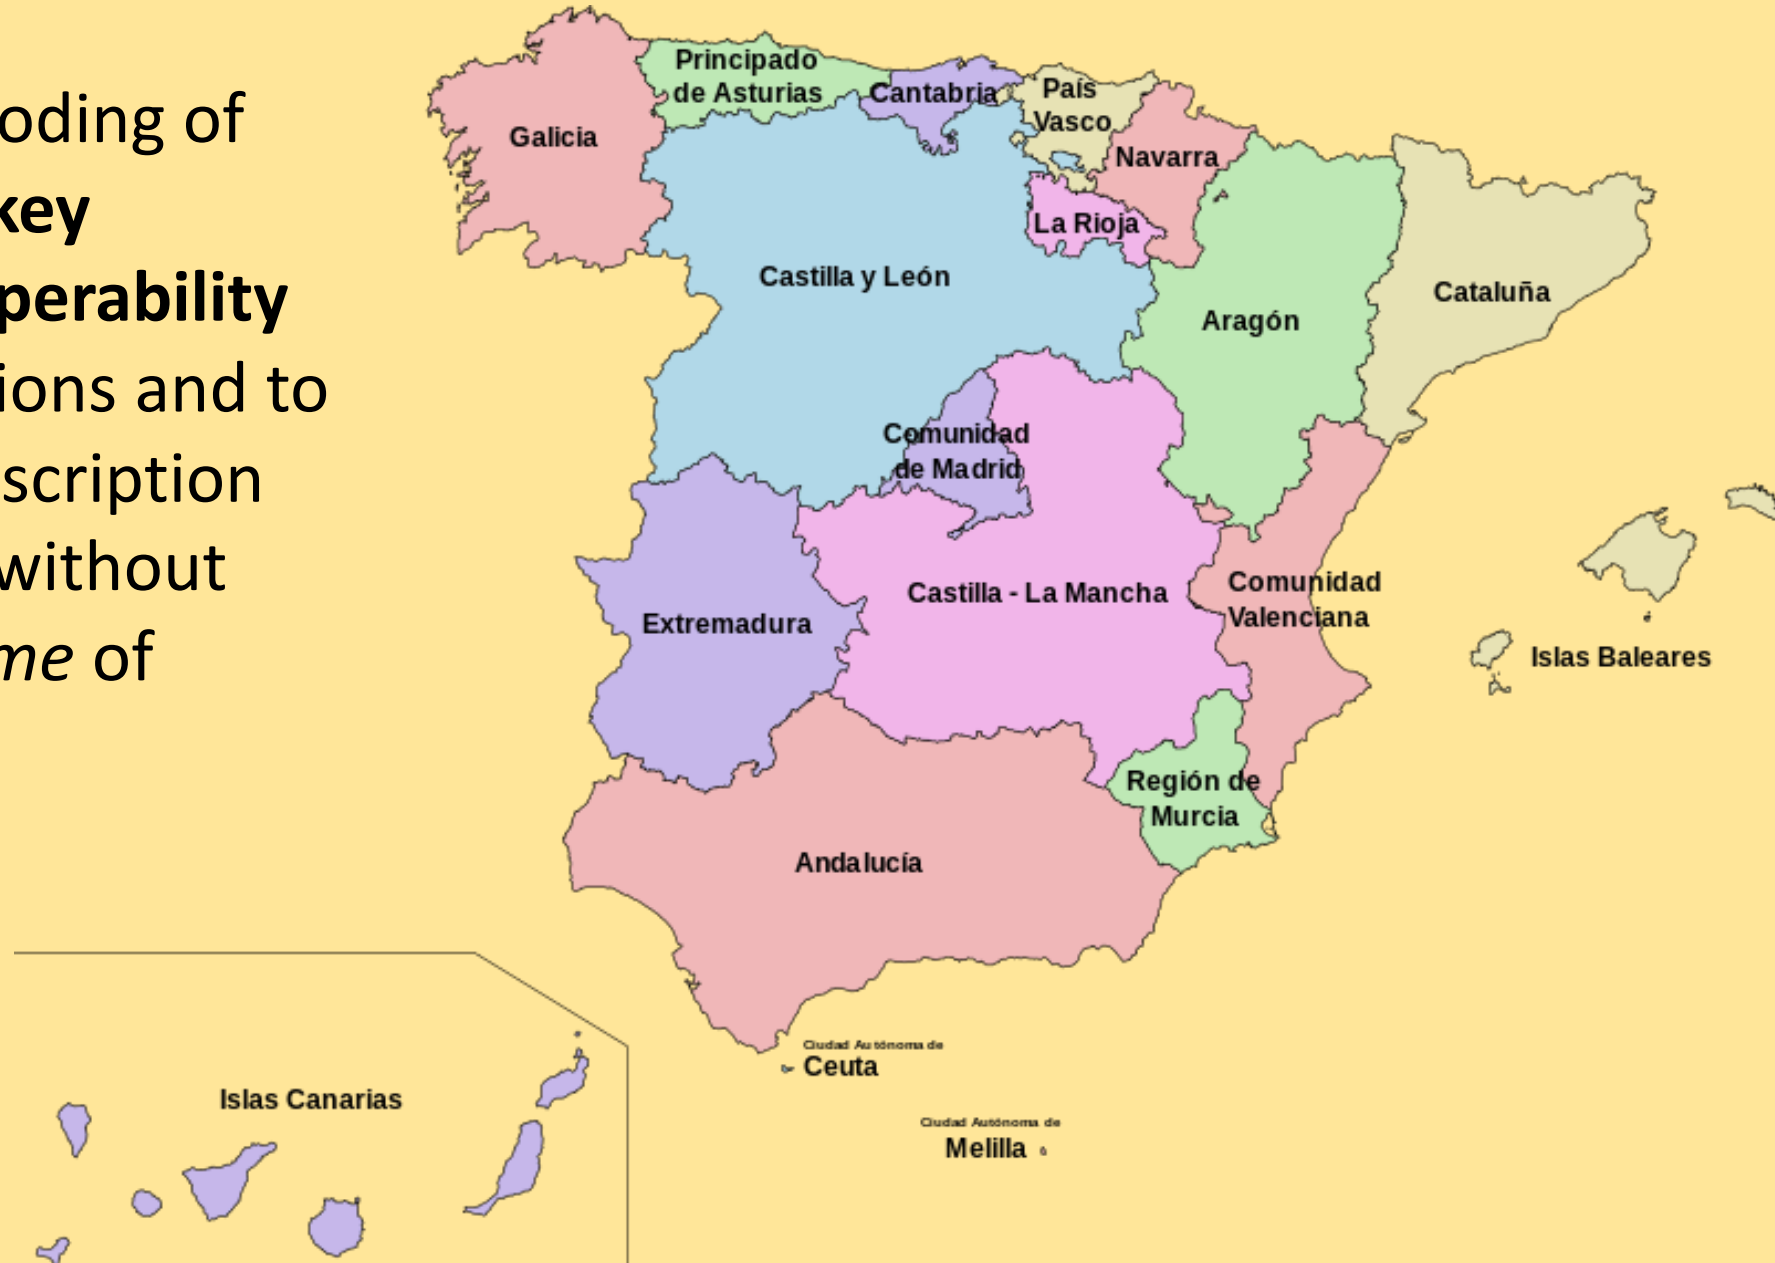 oding of
key
perability
ions and to
scription
without
me of
Principado
de Asturias
Cantabria
País
Vasco
Galicia
Navarra
La Rioja
Castilla y León
Cataluña
Aragón
Comunidad
de Madrid
Castilla - La Mancha
Comunidad
Valenciana
Extremadura
Islas Baleares
Región de
Murcia
Andalucía
Ciudad Autónoma de
Ceuta
Islas Canarias
Ciudad Autónoma de
Melilla